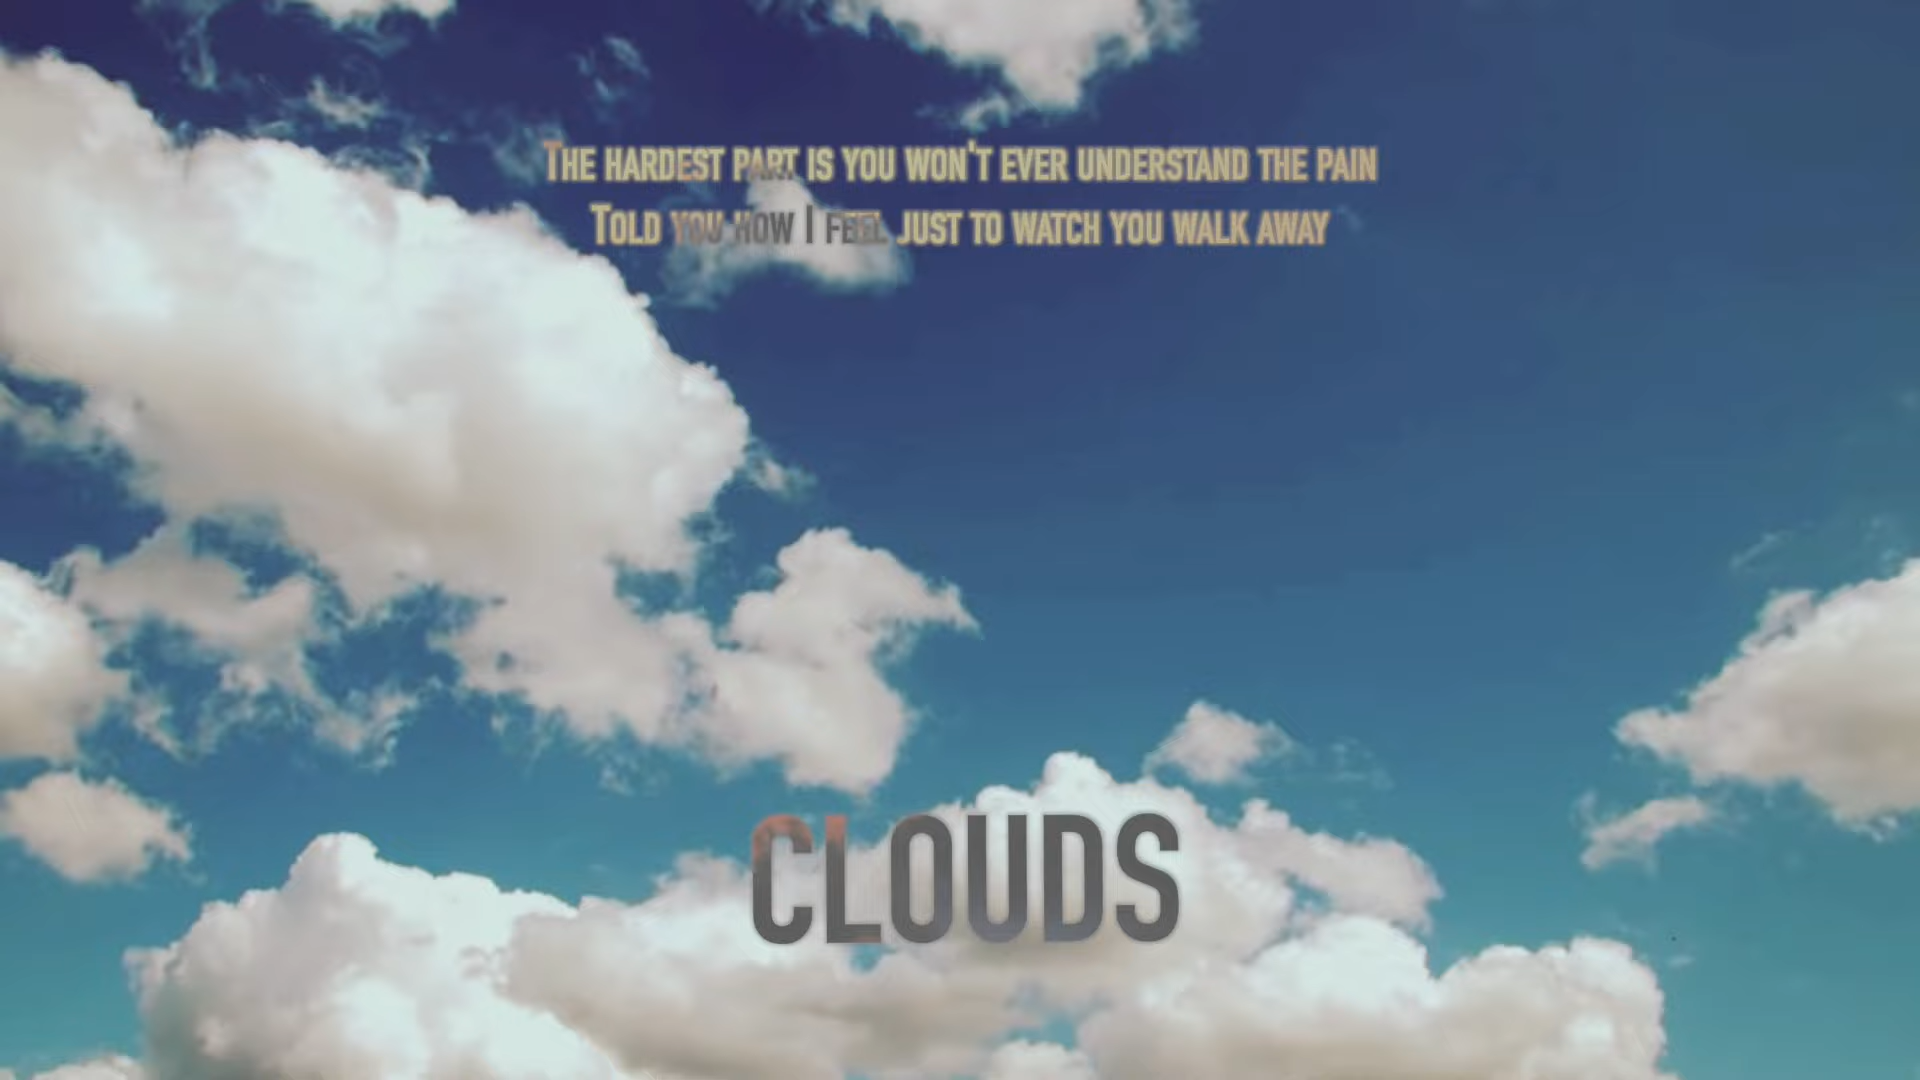 The hardest part is you won't ever understand the pain
Told you how I feel just to watch you walk away
CLOUDS